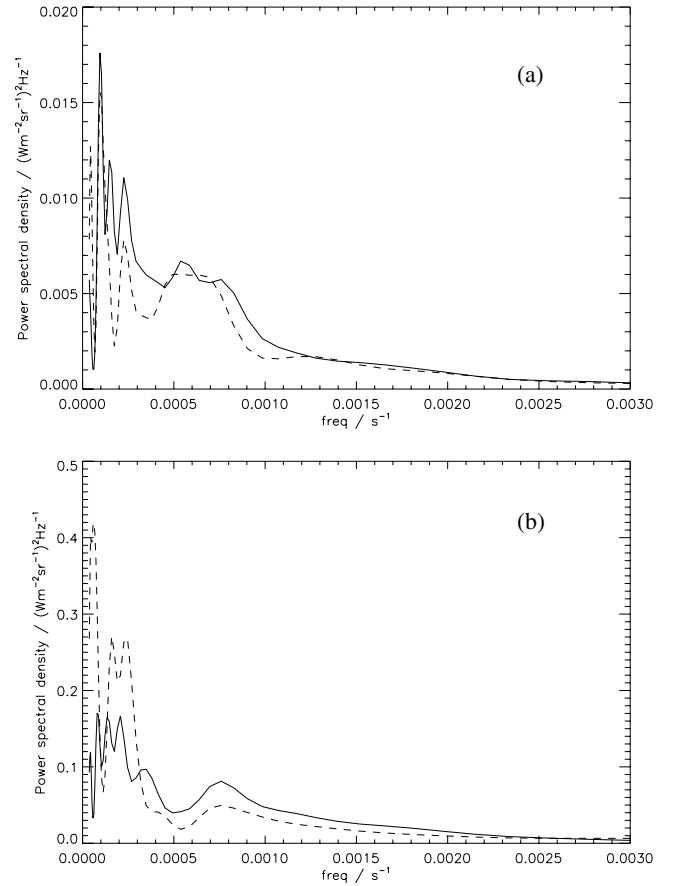 0.020
(a)
0.015
0.010
0.005
0.000
Power spectral density / (Wm⁻²sr⁻¹)²Hz⁻¹
0.0000 0.0005 0.0010 0.0015 0.0020 0.0025 0.0030
freq / s⁻¹
0.5
(b)
0.4
0.3
0.2
0.1
0.0
Power spectral density / (Wm⁻²sr⁻¹)²Hz⁻¹
0.0000 0.0005 0.0010 0.0015 0.0020 0.0025 0.0030
freq / s⁻¹